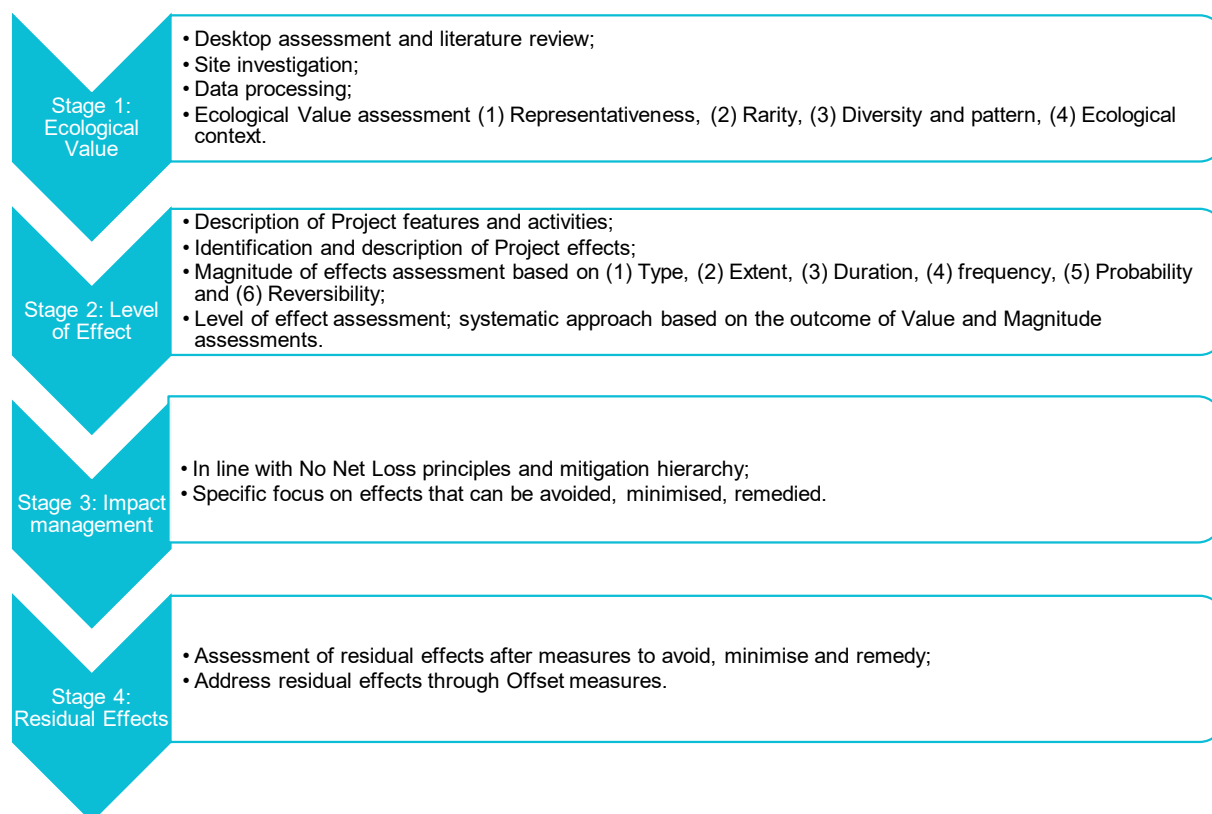 Stage 1:
Ecological
Value
• Desktop assessment and literature review;
• Site investigation;
• Data processing;
• Ecological Value assessment (1) Representativeness, (2) Rarity, (3) Diversity and pattern, (4) Ecological
context.
Stage 2: Level
of Effect
• Description of Project features and activities;
• Identification and description of Project effects;
• Magnitude of effects assessment based on (1) Type, (2) Extent, (3) Duration, (4) frequency, (5) Probability
and (6) Reversibility;
• Level of effect assessment; systematic approach based on the outcome of Value and Magnitude
assessments.
Stage 3: Impact
management
• In line with No Net Loss principles and mitigation hierarchy;
• Specific focus on effects that can be avoided, minimised, remedied.
Stage 4:
Residual Effects
• Assessment of residual effects after measures to avoid, minimise and remedy;
• Address residual effects through Offset measures.